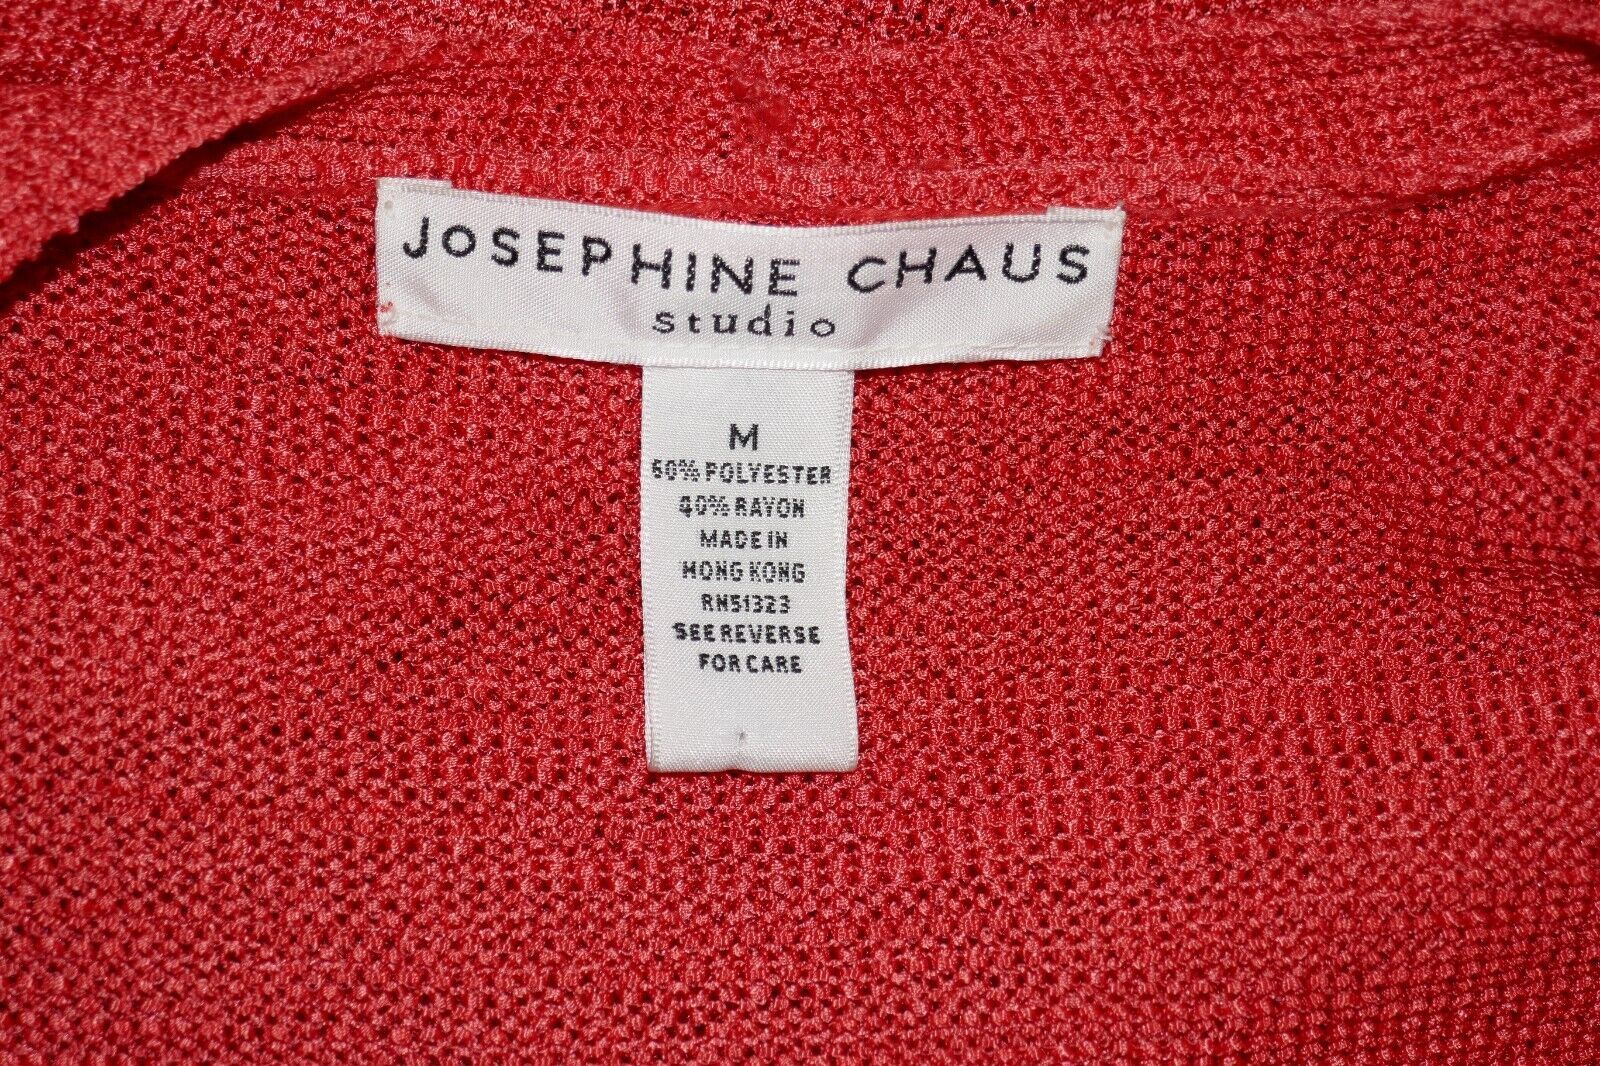 JoSEPHINE CHAUS
studio
M
60% POLYESTER
40% RAYON
MADE IN
HONG KONG
RN51323
SEE REVERSE
FOR CARE